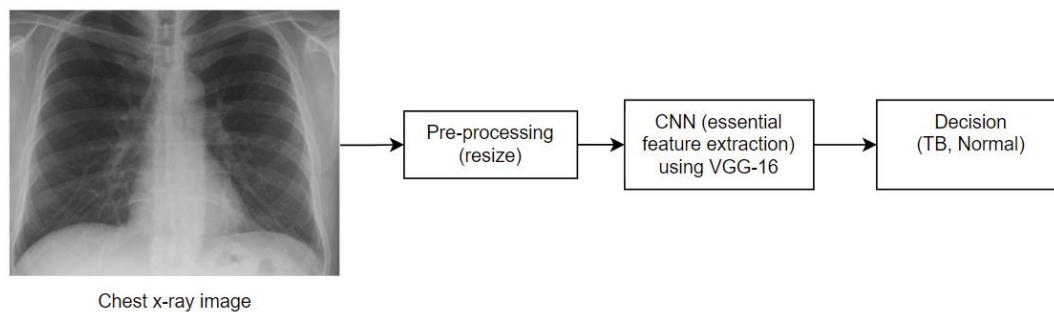 Chest x-ray image
Pre-processing
(resize)
CNN (essential
feature extraction)
using VGG-16
Decision
(TB, Normal)